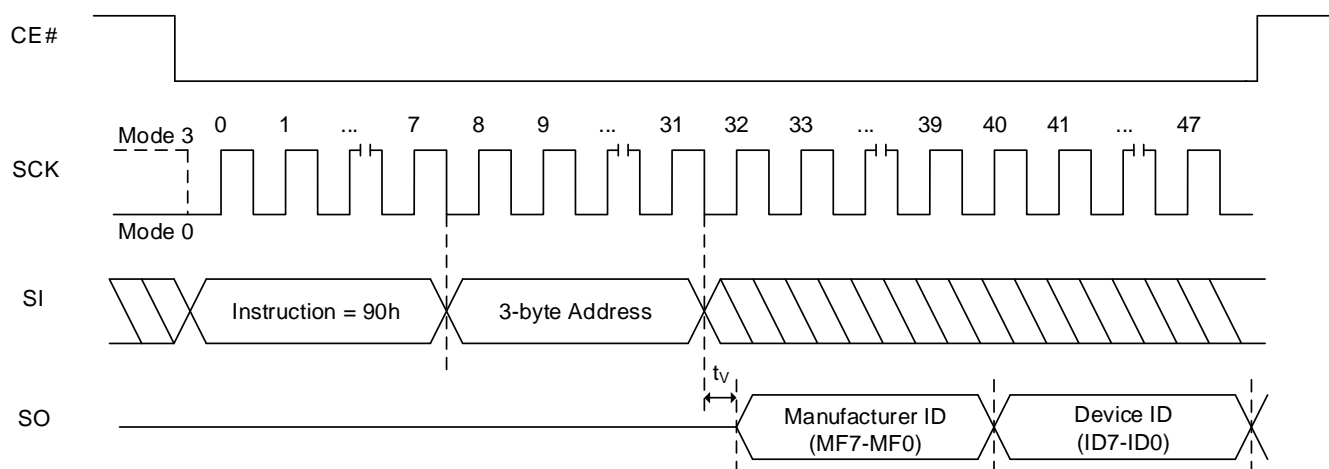 CE#
0 1 ... 7 8 9 ... 31 32 33 ... 39 40 41 ... 47
Mode 3
SCK
Mode 0
SI
Instruction = 90h
3-byte Address
tV
SO
Manufacturer ID
(MF7-MF0)
Device ID
(ID7-ID0)